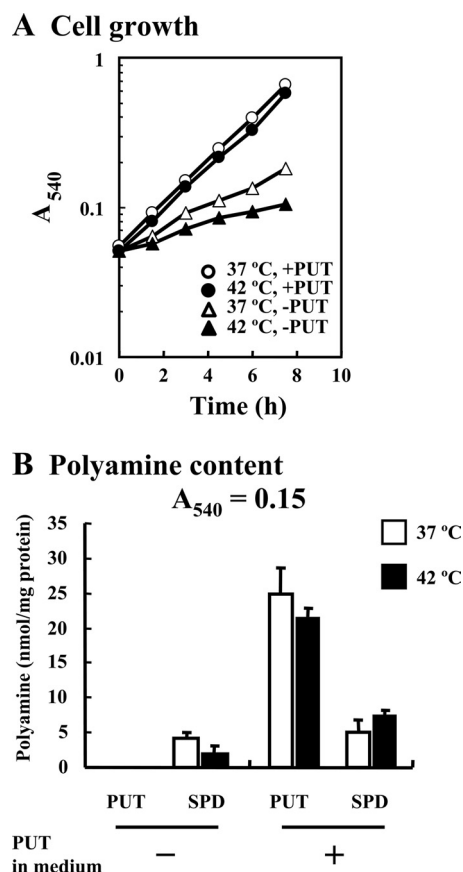 A Cell growth
1
0.1
0.01
A540
37 ºC, +PUT
42 ºC, +PUT
37 ºC, -PUT
42 ºC, -PUT
0 2 4 6 8 10
Time (h)
B Polyamine content
A540 = 0.15
Polyamine (nmol/mg protein)
35
30
25
20
15
10
5
0
37 ºC
42 ºC
PUT SPD PUT SPD
PUT
in medium − +